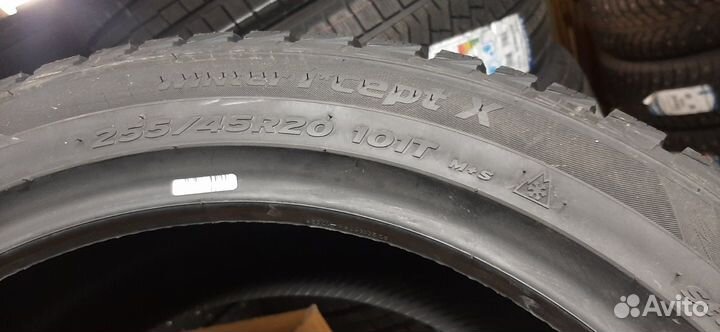 winter i*cept X
255/45R20 101T M+S
Avito